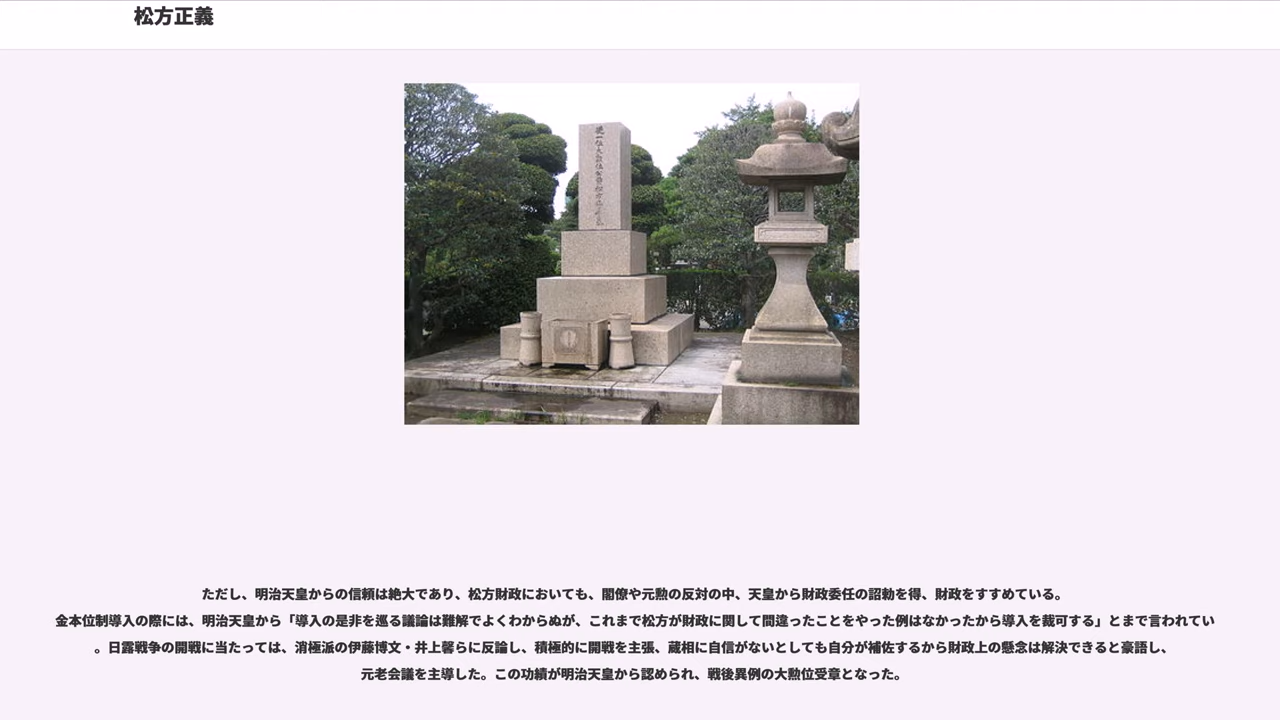 松方正義
ただし、明治天皇からの信頼は絶大であり、松方財政においても、閣僚や元勲の反対の中、天皇から財政委任の詔勅を得、財政をすすめている。
金本位制導入の際には、明治天皇から「導入の是非を巡る議論は難解でよくわからぬが、これまで松方が財政に関して間違ったことをやった例はなかったから導入を裁可する」とまで言われてい
。日露戦争の開戦に当たっては、消極派の伊藤博文・井上馨らに反論し、積極的に開戦を主張、蔵相に自信がないとしても自分が補佐するから財政上の懸念は解決できると豪語し、
元老会議を主導した。この功績が明治天皇から認められ、戦後異例の大勲位受章となった。